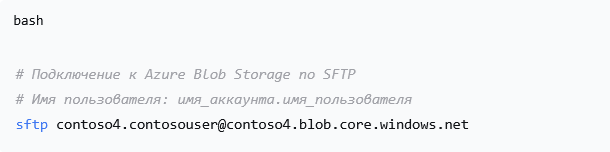 bash
# Подключение к Azure Blob Storage по SFTP
# Имя пользователя: имя_аккаунта.имя_пользователя
sftp contoso4.contosouser@contoso4.blob.core.windows.net